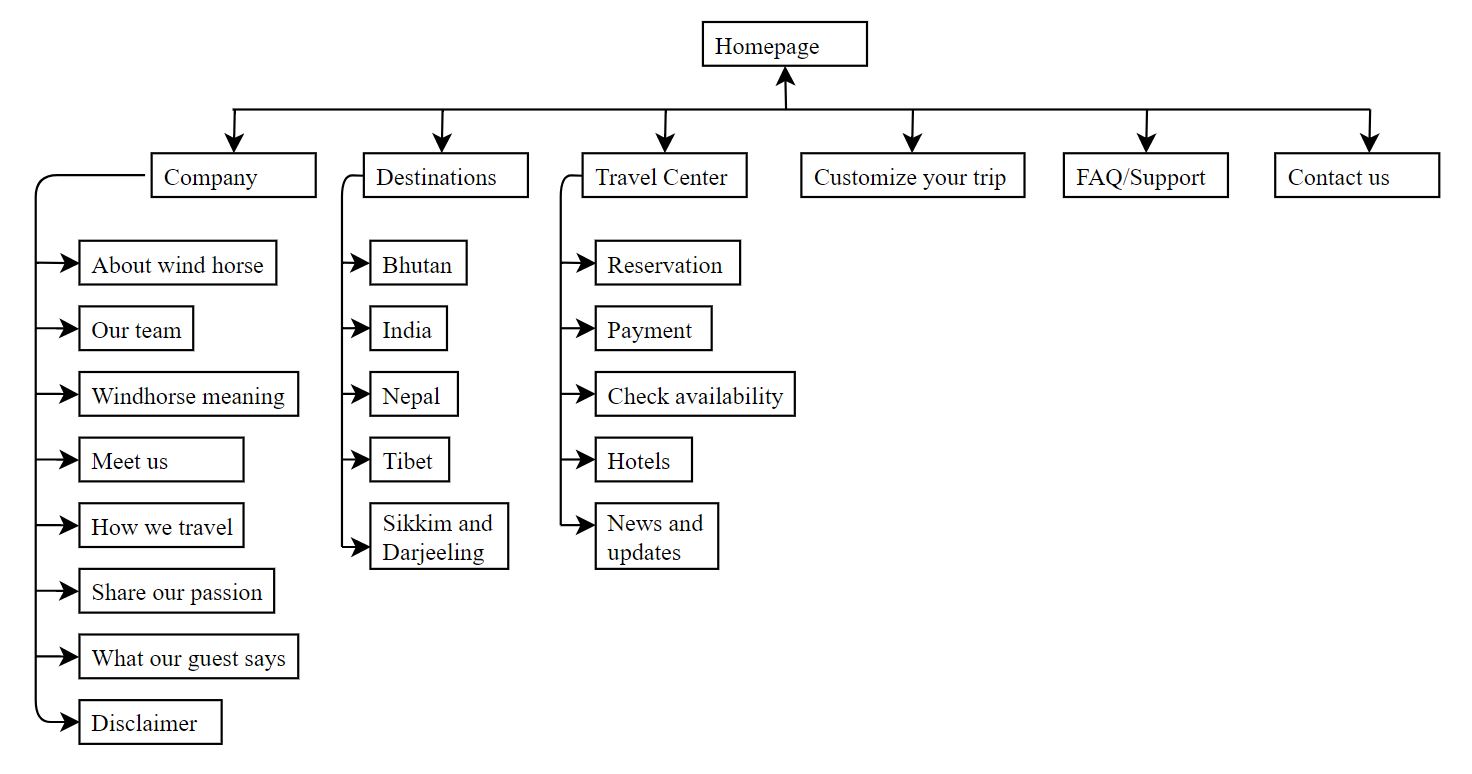 Homepage
Company
Destinations
Travel Center
Customize your trip
FAQ/Support
Contact us
About wind horse
Our team
Windhorse meaning
Meet us
How we travel
Share our passion
What our guest says
Disclaimer
Bhutan
India
Nepal
Tibet
Sikkim and
Darjeeling
Reservation
Payment
Check availability
Hotels
News and
updates